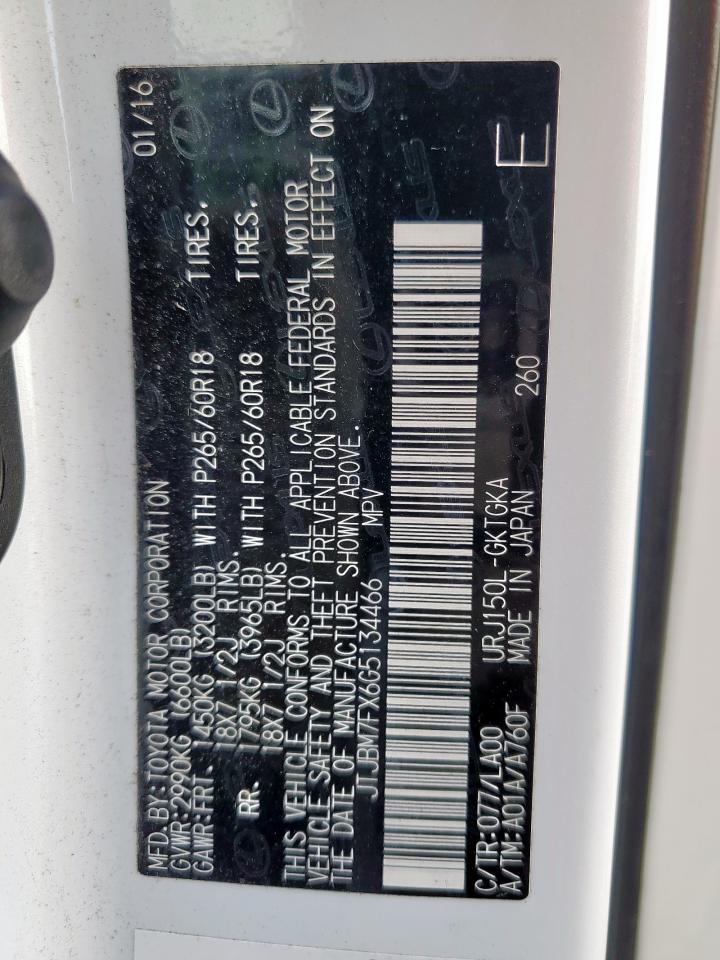 MFD. BY: TOYOTA MOTOR CORPORATION 01/16
GVWR: 2990KG (6600LB)
GAWR: FRT. 1450KG (3200LB) WITH P265/60R18 TIRES.
18X7 1/2J RIMS.
RR. 1795KG (3965LB) WITH P265/60R18 TIRES.
18X7 1/2J RIMS.
THIS VEHICLE CONFORMS TO ALL APPLICABLE FEDERAL MOTOR
VEHICLE SAFETY AND THEFT PREVENTION STANDARDS IN EFFECT ON
THE DATE OF MANUFACTURE SHOWN ABOVE.
JTJBM7FX6G5134466 MPV
C/TR: 077/LA00 URJ150L-GKTGKA E
A/TM: A01A/A760F MADE IN JAPAN 260